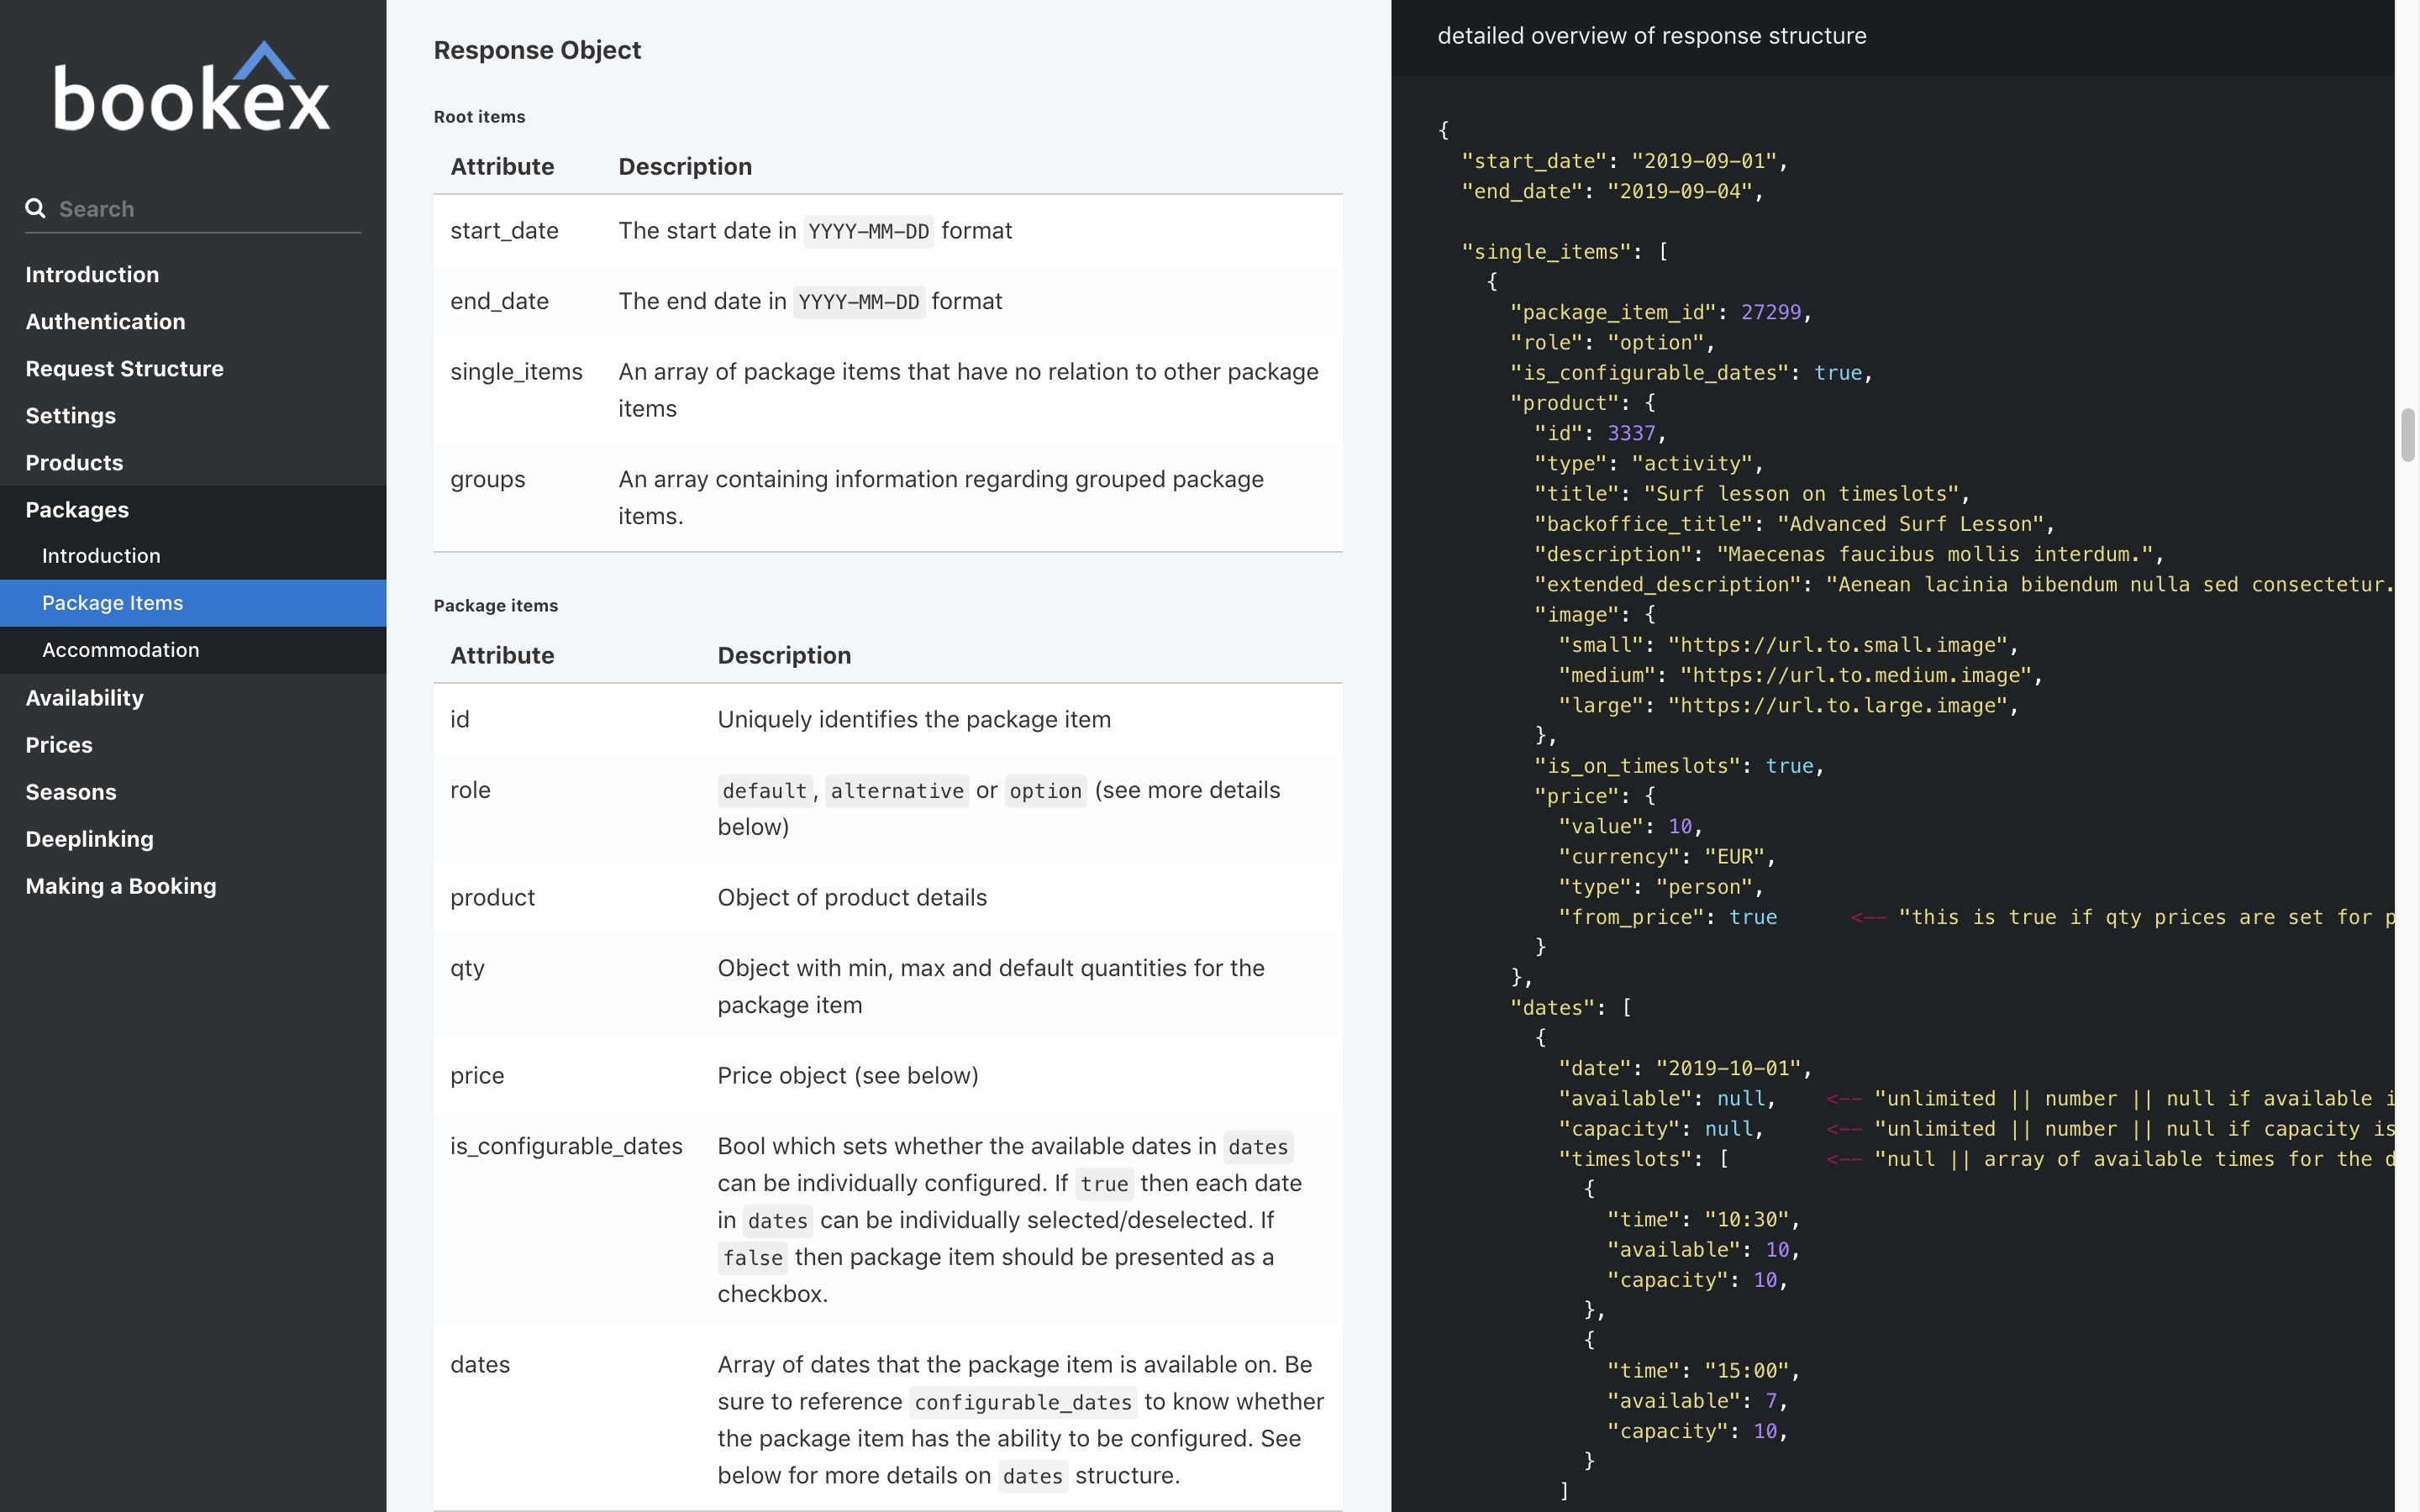 bookex
Search
Introduction
Authentication
Request Structure
Settings
Products
Packages
Introduction
Package Items
Accommodation
Availability
Prices
Seasons
Deeplinking
Making a Booking
Response Object
Root items
Attribute Description
start_date The start date in YYYY-MM-DD format
end_date The end date in YYYY-MM-DD format
single_items An array of package items that have no relation to other package
items
groups An array containing information regarding grouped package
items.
Package items
Attribute Description
id Uniquely identifies the package item
role default, alternative or option (see more details
below)
product Object of product details
qty Object with min, max and default quantities for the
package item
price Price object (see below)
is_configurable_dates Bool which sets whether the available dates in dates
can be individually configured. If true then each date
in dates can be individually selected/deselected. If
false then package item should be presented as a
checkbox.
dates Array of dates that the package item is available on. Be
sure to reference configurable_dates to know whether
the package item has the ability to be configured. See
below for more details on dates structure.
detailed overview of response structure
{
"start_date": "2019-09-01",
"end_date": "2019-09-04",
"single_items": [
{
"package_item_id": 27299,
"role": "option",
"is_configurable_dates": true,
"product": {
"id": 3337,
"type": "activity",
"title": "Surf lesson on timeslots",
"backoffice_title": "Advanced Surf Lesson",
"description": "Maecenas faucibus mollis interdum.",
"extended_description": "Aenean lacinia bibendum nulla sed consectetur.
"image": {
"small": "https://url.to.small.image",
"medium": "https://url.to.medium.image",
"large": "https://url.to.large.image",
},
"is_on_timeslots": true,
"price": {
"value": 10,
"currency": "EUR",
"type": "person",
"from_price": true <-- "this is true if qty prices are set for p
}
},
"dates": [
{
"date": "2019-10-01",
"available": null, <-- "unlimited || number || null if available i
"capacity": null, <-- "unlimited || number || null if capacity is
"timeslots": [ <-- "null || array of available times for the d
{
"time": "10:30",
"available": 10,
"capacity": 10,
},
{
"time": "15:00",
"available": 7,
"capacity": 10,
}
]